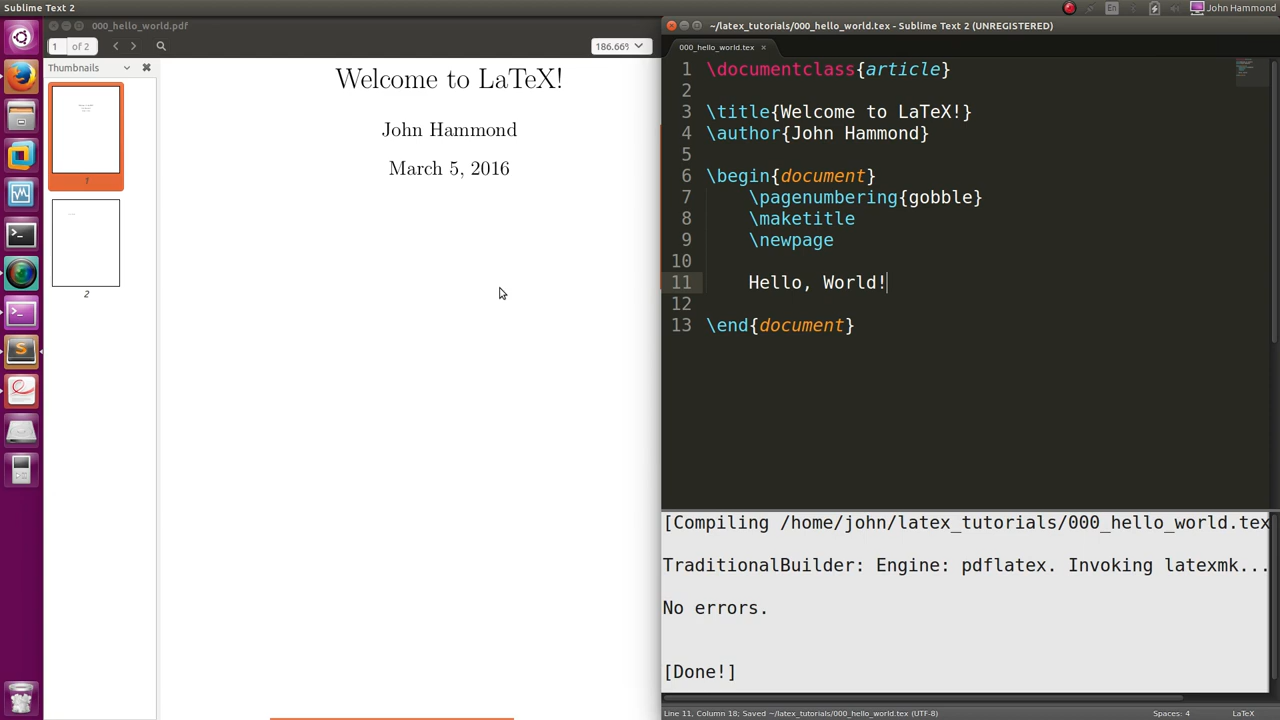 Sublime Text 2
En
John Hammond
000_hello_world.pdf
1 of 2
186.66%
Thumbnails
1
2
Welcome to LaTeX!
John Hammond
March 5, 2016
~/latex_tutorials/000_hello_world.tex - Sublime Text 2 (UNREGISTERED)
000_hello_world.tex
1 \documentclass{article}
2
3 \title{Welcome to LaTeX!}
4 \author{John Hammond}
5
6 \begin{document}
7 \pagenumbering{gobble}
8 \maketitle
9 \newpage
10
11 Hello, World!
12
13 \end{document}
[Compiling /home/john/latex_tutorials/000_hello_world.tex
TraditionalBuilder: Engine: pdflatex. Invoking latexmk...
No errors.
[Done!]
Line 11, Column 18; Saved ~/latex_tutorials/000_hello_world.tex (UTF-8)
Spaces: 4
LaTeX